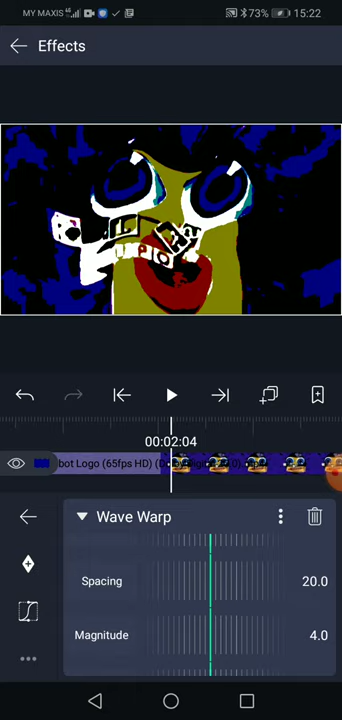 MY MAXIS 73% 15:22
Effects
00:02:04
bot Logo (65fps HD)
Wave Warp
Spacing 20.0
Magnitude 4.0